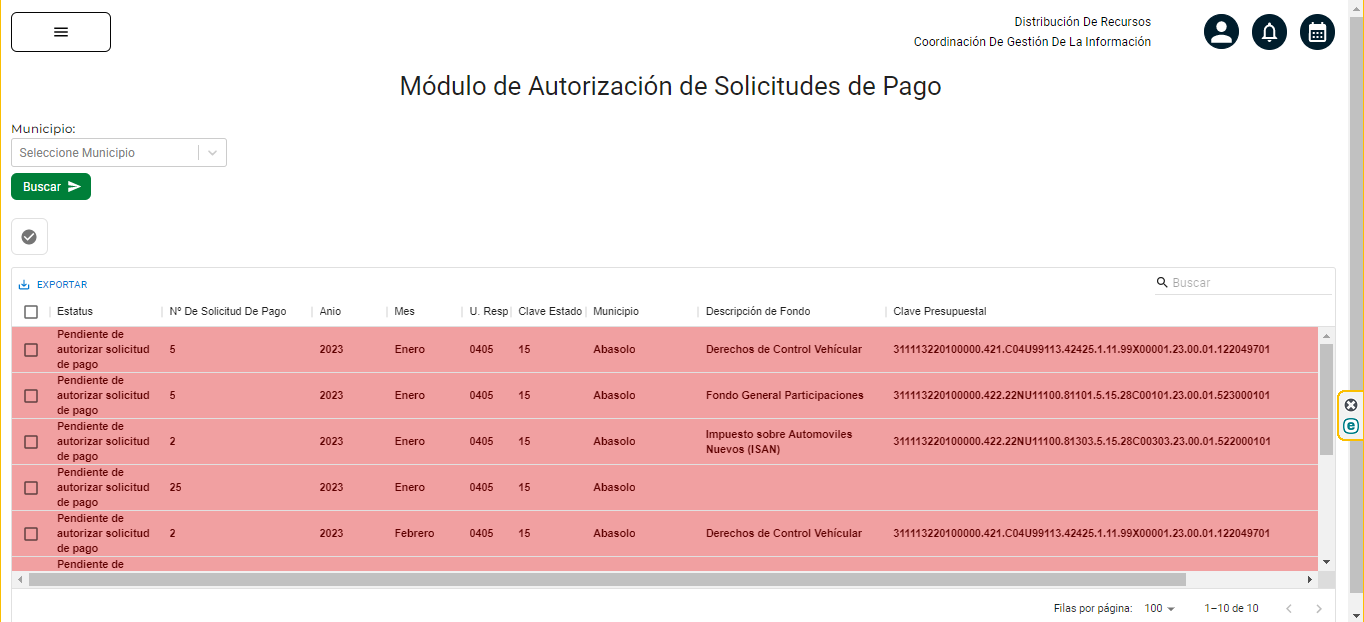 Distribución De Recursos
Coordinación De Gestión De La Información
Módulo de Autorización de Solicitudes de Pago
Municipio:
Seleccione Municipio
Buscar
EXPORTAR
Buscar
Estatus Nº De Solicitud De Pago Anio Mes U. Resp Clave Estado Municipio Descripción de Fondo Clave Presupuestal
Pendiente de autorizar solicitud de pago 5 2023 Enero 0405 15 Abasolo Derechos de Control Vehícular 311113220100000.421.C04U99113.42425.1.11.99X00001.23.00.01.122049701
Pendiente de autorizar solicitud de pago 5 2023 Enero 0405 15 Abasolo Fondo General Participaciones 311113220100000.422.22NU11100.81101.5.15.28C00101.23.00.01.523000101
Pendiente de autorizar solicitud de pago 2 2023 Enero 0405 15 Abasolo Impuesto sobre Automoviles Nuevos (ISAN) 311113220100000.422.22NU11100.81303.5.15.28C00303.23.00.01.522000101
Pendiente de autorizar solicitud de pago 25 2023 Enero 0405 15 Abasolo
Pendiente de autorizar solicitud de pago 2 2023 Febrero 0405 15 Abasolo Derechos de Control Vehícular 311113220100000.421.C04U99113.42425.1.11.99X00001.23.00.01.122049701
Pendiente de
Filas por página: 100 1–10 de 10